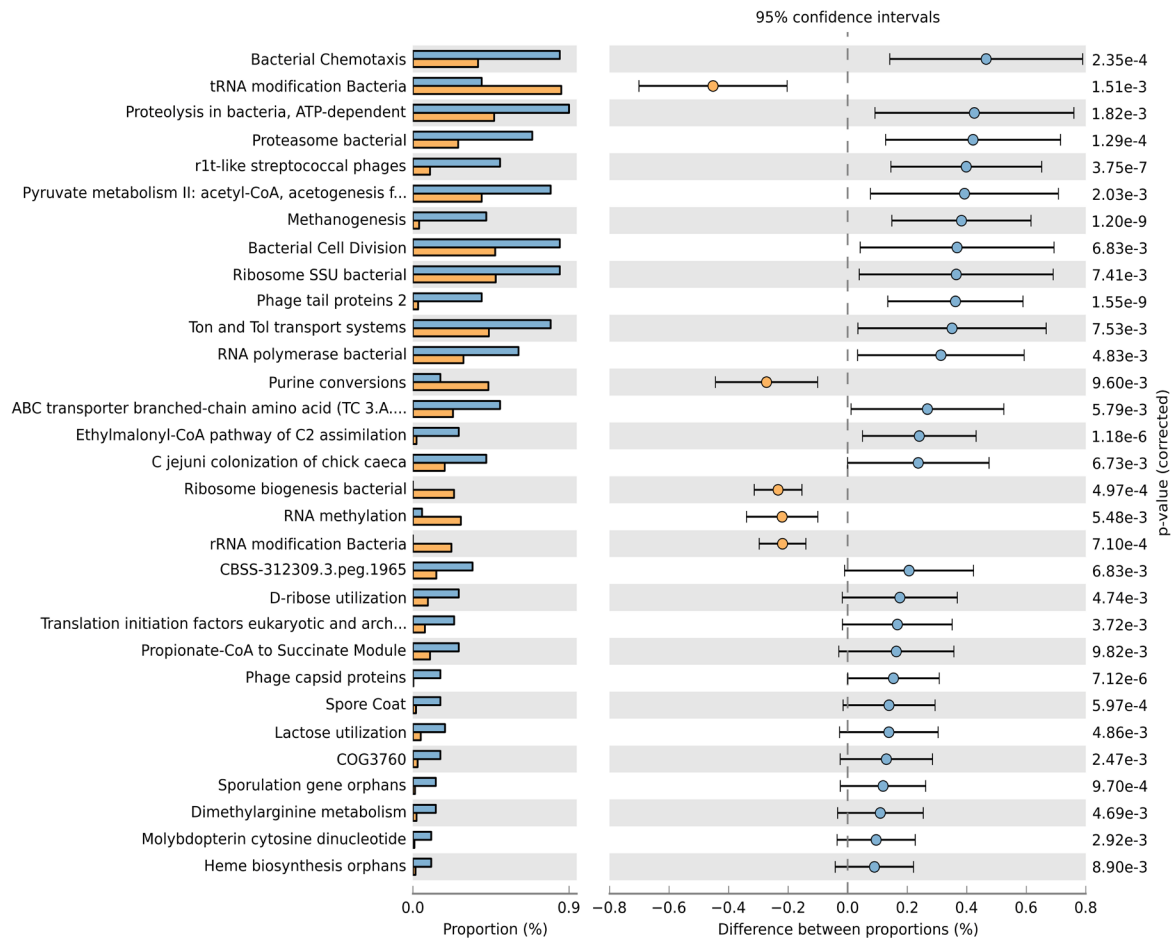 95% confidence intervals
Bacterial Chemotaxis 2.35e-4
tRNA modification Bacteria 1.51e-3
Proteolysis in bacteria, ATP-dependent 1.82e-3
Proteasome bacterial 1.29e-4
r1t-like streptococcal phages 3.75e-7
Pyruvate metabolism II: acetyl-CoA, acetogenesis f... 2.03e-3
Methanogenesis 1.20e-9
Bacterial Cell Division 6.83e-3
Ribosome SSU bacterial 7.41e-3
Phage tail proteins 2 1.55e-9
Ton and Tol transport systems 7.53e-3
RNA polymerase bacterial 4.83e-3
Purine conversions 9.60e-3
ABC transporter branched-chain amino acid (TC 3.A.... 5.79e-3
Ethylmalonyl-CoA pathway of C2 assimilation 1.18e-6
C jejuni colonization of chick caeca 6.73e-3
Ribosome biogenesis bacterial 4.97e-4
RNA methylation 5.48e-3
rRNA modification Bacteria 7.10e-4
CBSS-312309.3.peg.1965 6.83e-3
D-ribose utilization 4.74e-3
Translation initiation factors eukaryotic and arch... 3.72e-3
Propionate-CoA to Succinate Module 9.82e-3
Phage capsid proteins 7.12e-6
Spore Coat 5.97e-4
Lactose utilization 4.86e-3
COG3760 2.47e-3
Sporulation gene orphans 9.70e-4
Dimethylarginine metabolism 4.69e-3
Molybdopterin cytosine dinucleotide 2.92e-3
Heme biosynthesis orphans 8.90e-3
p-value (corrected)
0.0 0.9 −0.8 −0.6 −0.4 −0.2 0.0 0.2 0.4 0.6 0.8
Proportion (%) Difference between proportions (%)